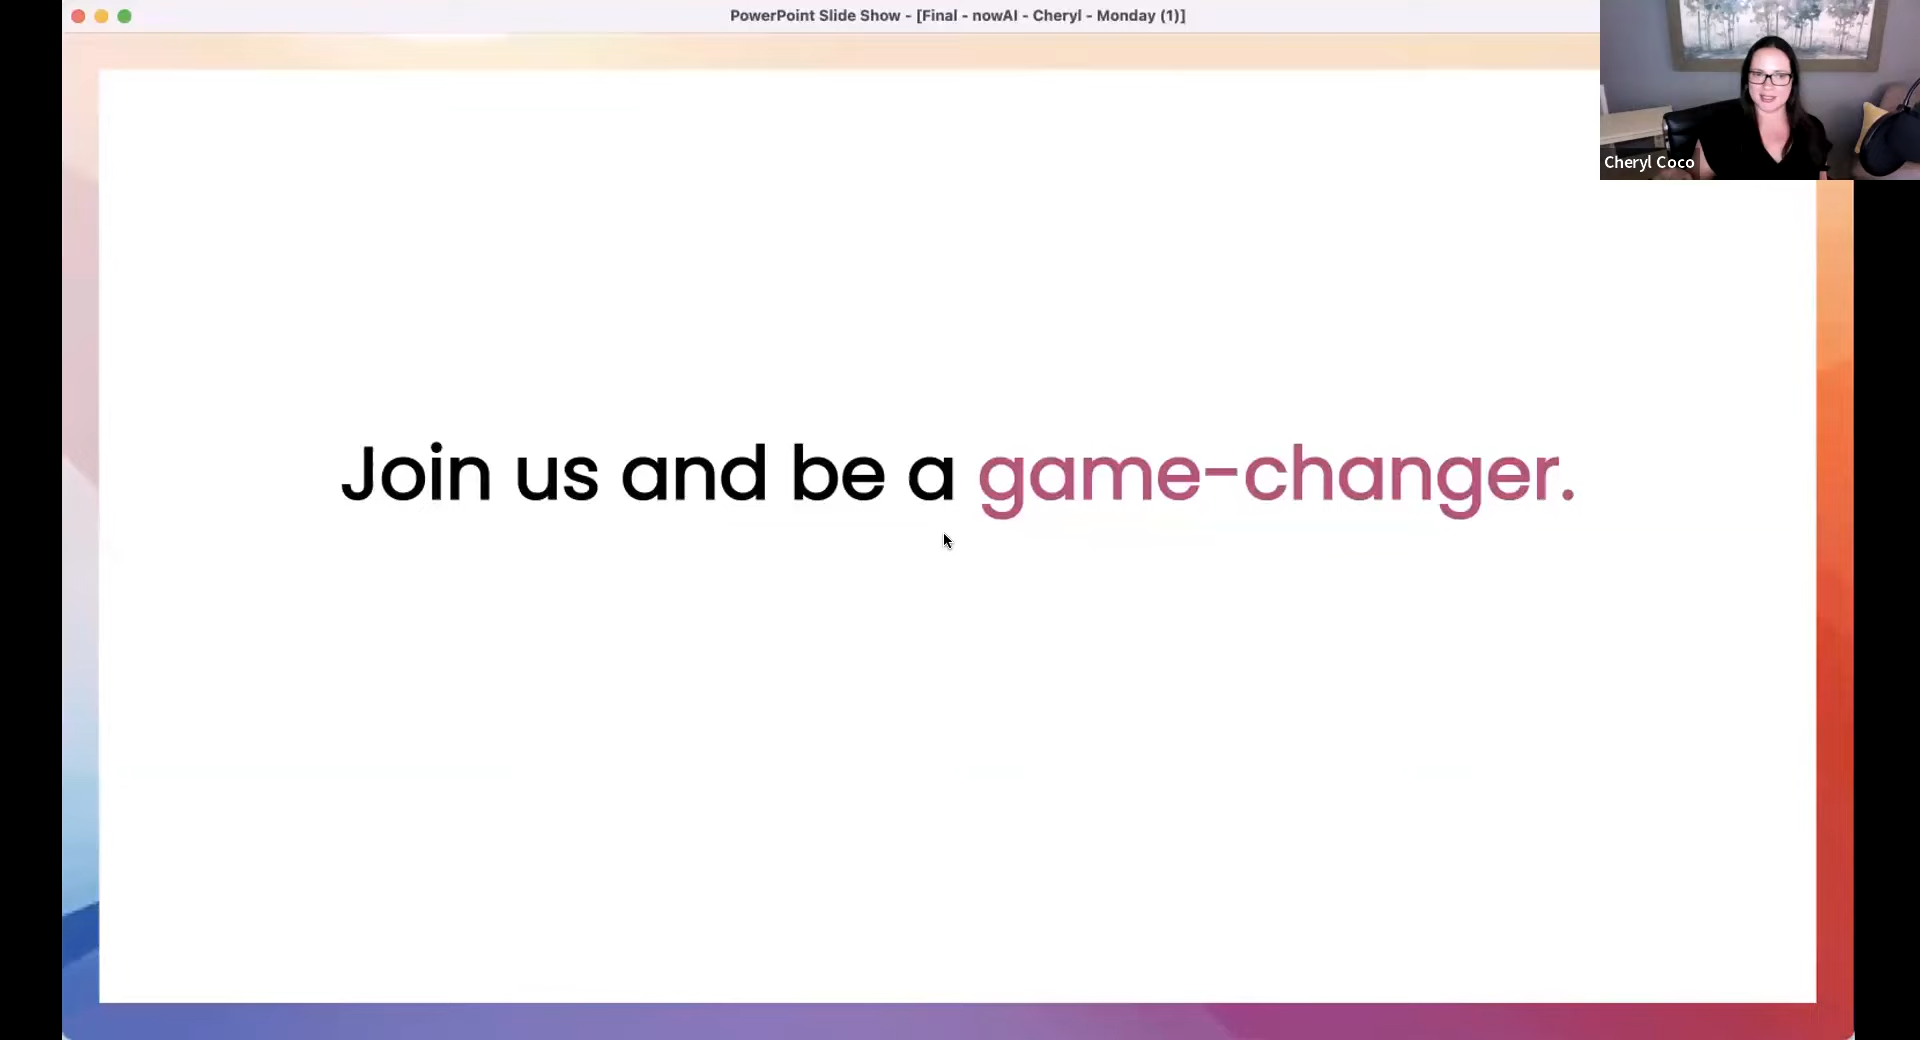 PowerPoint Slide Show - [Final - nowAI - Cheryl - Monday (1)]
Cheryl Coco
Join us and be a game-changer.